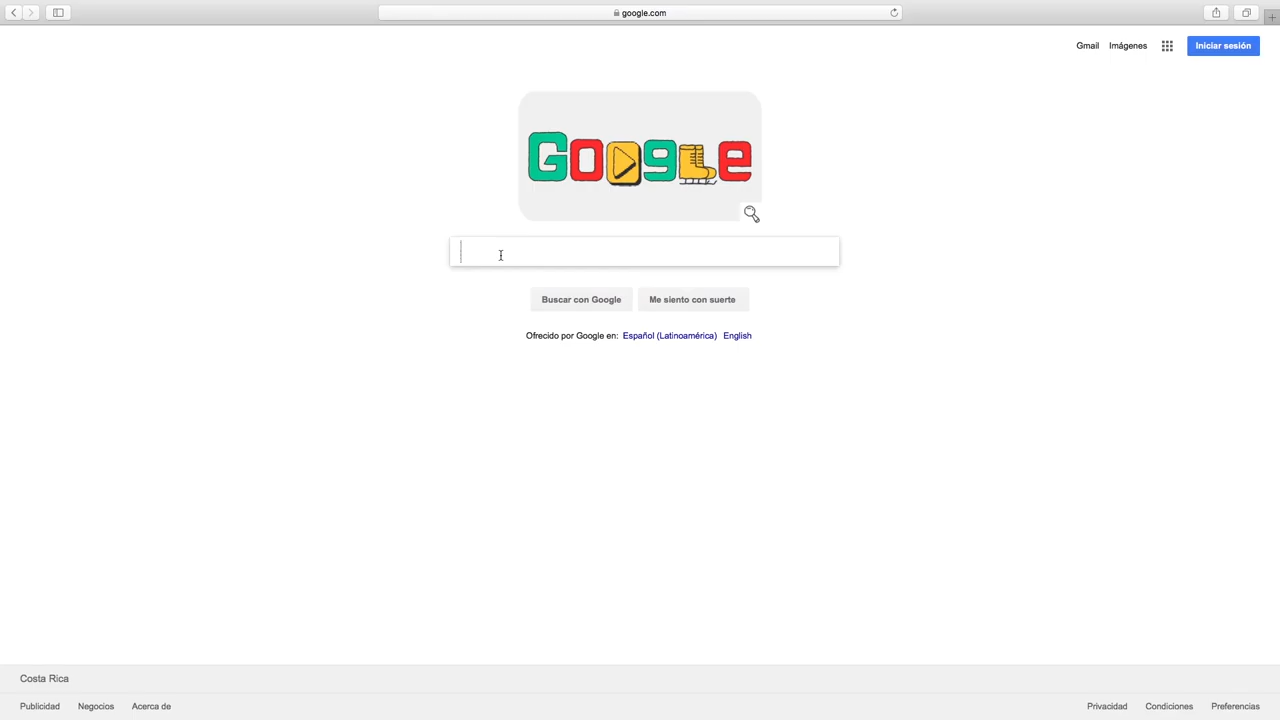 google.com
Gmail Imágenes Iniciar sesión
Google
Buscar con Google Me siento con suerte
Ofrecido por Google en: Español (Latinoamérica) English
Costa Rica
Publicidad Negocios Acerca de Privacidad Condiciones Preferencias